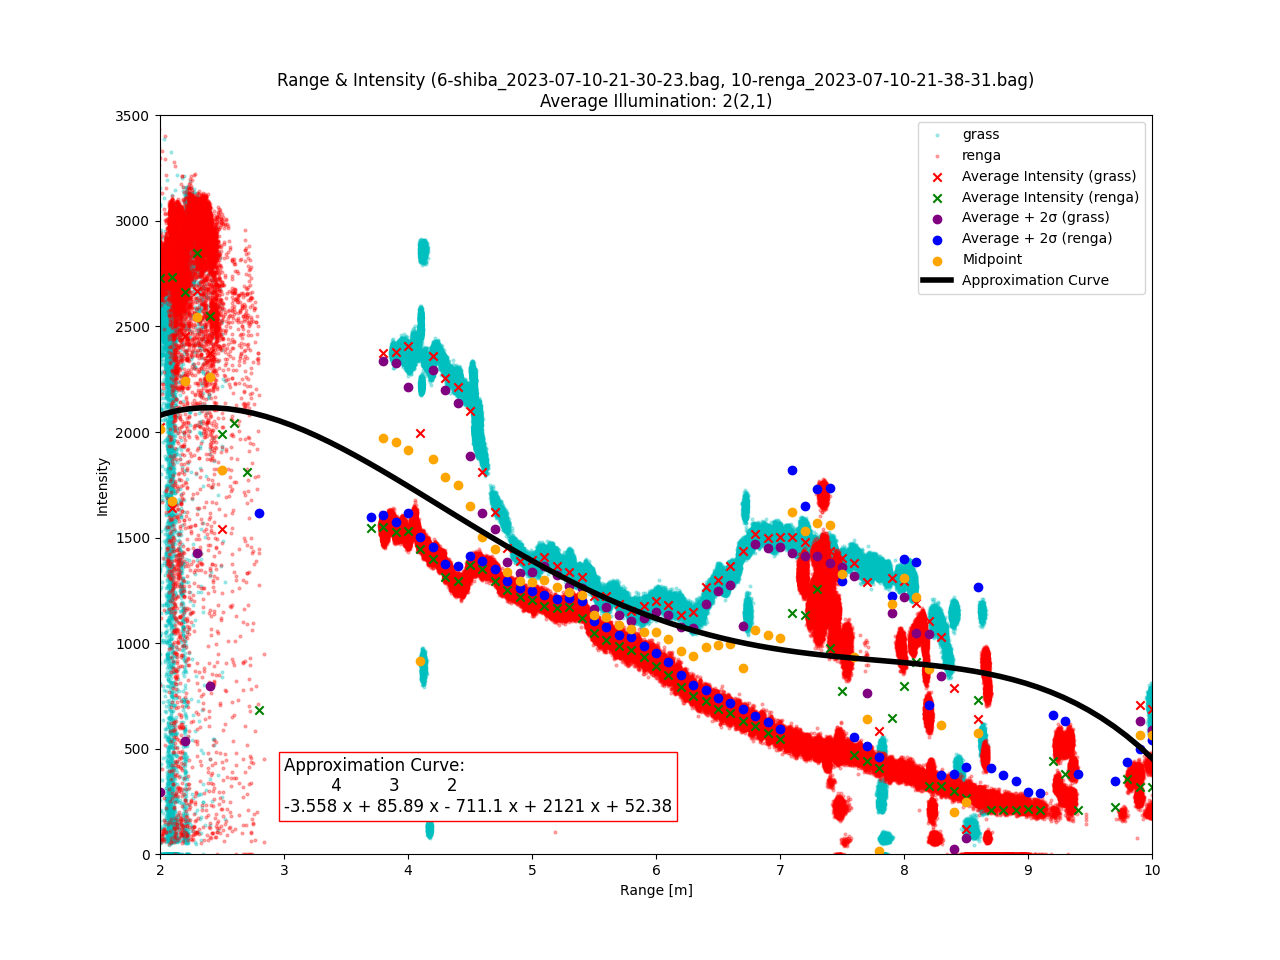 Range & Intensity (6-shiba_2023-07-10-21-30-23.bag, 10-renga_2023-07-10-21-38-31.bag)
Average Illumination: 2(2,1)
3500
3000
2500
2000
1500
1000
500
0
Intensity
grass
renga
Average Intensity (grass)
Average Intensity (renga)
Average + 2σ (grass)
Average + 2σ (renga)
Midpoint
Approximation Curve
Approximation Curve:
4 3 2
-3.558 x + 85.89 x - 711.1 x + 2121 x + 52.38
2 3 4 5 6 7 8 9 10
Range [m]